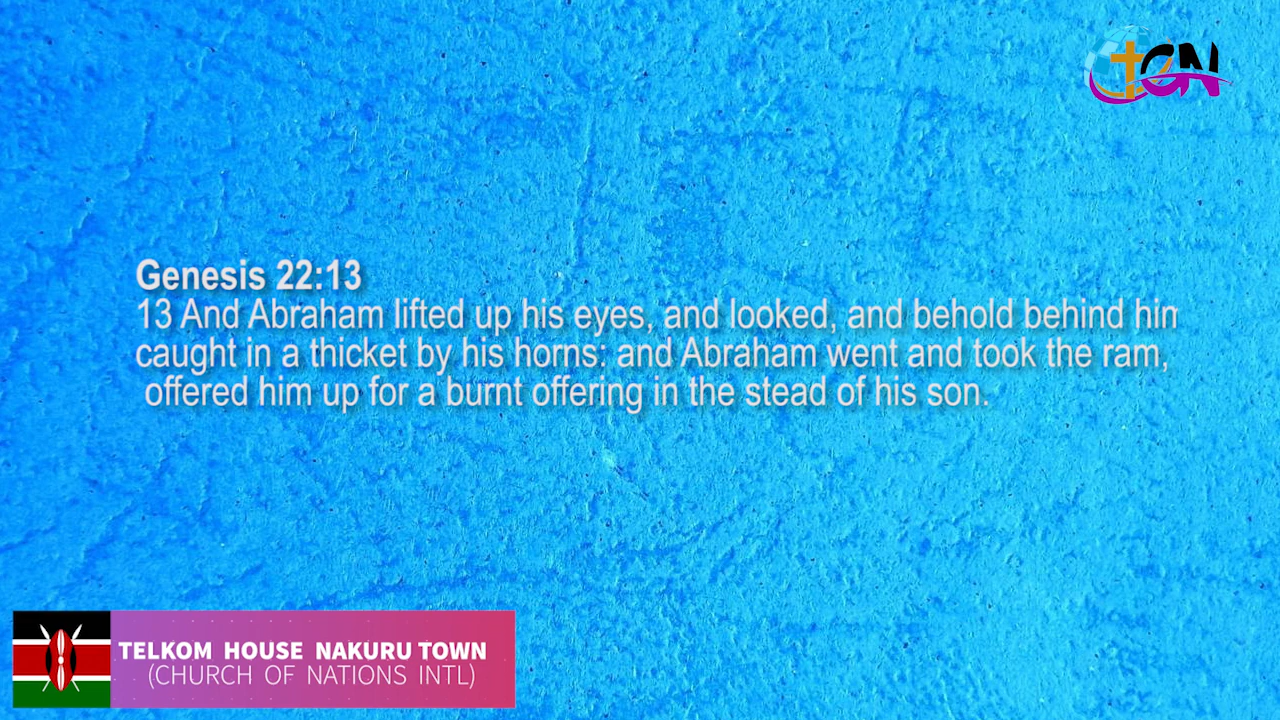 GN
Genesis 22:13
13 And Abraham lifted up his eyes, and looked, and behold behind him
caught in a thicket by his horns: and Abraham went and took the ram,
offered him up for a burnt offering in the stead of his son.
TELKOM HOUSE NAKURU TOWN
(CHURCH OF NATIONS INTL)